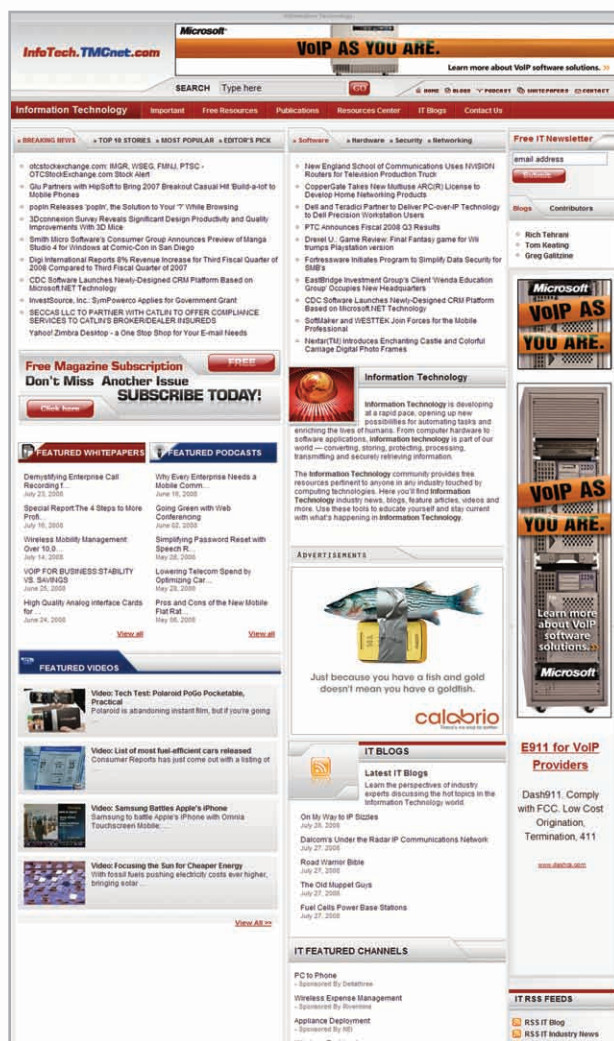 Information Technology
InfoTech.TMCnet.com
Microsoft
VOIP AS YOU ARE.
Learn more about VoIP software solutions. >>
SEARCH Type here GO
HOME BLOGS PODCAST WHITEPAPERS CONTACT
Information Technology Important Free Resources Publications Resources Center IT Blogs Contact Us
BREAKING NEWS TOP 10 STORIES MOST POPULAR EDITOR'S PICK
otcstockexchange.com: IMGR, WSEG, FMNJ, PTSC -
OTCStockExchange.com Stock Alert
Glu Partners with HipSoft to Bring 2007 Breakout Casual Hit 'Build-a-lot' to
Mobile Phones
popIn Releases 'popIn', the Solution to Your '?' While Browsing
3Dconnexion Survey Reveals Significant Design Productivity and Quality
Improvements With 3D Mice
Smith Micro Software's Consumer Group Announces Preview of Manga
Studio 4 for Windows at Comic-Con in San Diego
Digi International Reports 8% Revenue Increase for Third Fiscal Quarter of
2008 Compared to Third Fiscal Quarter of 2007
CDC Software Launches Newly-Designed CRM Platform Based on
Microsoft.NET Technology
InvestSource, Inc.: SymPowerco Applies for Government Grant
SECCAS LLC TO PARTNER WITH CATLIN TO OFFER COMPLIANCE
SERVICES TO CATLIN'S BROKER/DEALER INSUREDS
Yahoo! Zimbra Desktop - a One Stop Shop for Your E-mail Needs
Free Magazine Subscription FREE
Don't Miss Another Issue
SUBSCRIBE TODAY!
Click here
FEATURED WHITEPAPERS
Demystifying Enterprise Call
Recording f...
July 23, 2008
Special Report:The 4 Steps to More
Profi...
July 16, 2008
Wireless Mobility Management:
Over 10,0...
July 14, 2008
VOIP FOR BUSINESS:STABILITY
VS. SAVINGS
June 25, 2008
High Quality Analog Interface Cards
for ...
June 24, 2008
View all
FEATURED PODCASTS
Why Every Enterprise Needs a
Mobile Comm...
June 18, 2008
Going Green with Web
Conferencing
June 02, 2008
Simplifying Password Reset with
Speech R...
May 28, 2008
Lowering Telecom Spend by
Optimizing Car...
May 28, 2008
Pros and Cons of the New Mobile
Flat Rat...
May 08, 2008
View all
FEATURED VIDEOS
Video: Tech Test: Polaroid PoGo Pocketable,
Practical
Polaroid is abandoning instant film, but if you're going
...
Video: List of most fuel-efficient cars released
Consumer Reports has just come out with a listing of
...
Video: Samsung Battles Apple's iPhone
Samsung to battle Apple's iPhone with Omnia
Touchscreen Mobile; ...
Video: Focusing the Sun for Cheaper Energy
With fossil fuels pushing electricity costs ever higher,
bringing solar ...
View All >>
Software Hardware Security Networking
New England School of Communications Uses NVISION
Routers for Television Production Truck
CopperGate Takes New Multiuse ARC(R) License to
Develop Home Networking Products
Dell and Teradici Partner to Deliver PC-over-IP Technology
to Dell Precision Workstation Users
PTC Announces Fiscal 2008 Q3 Results
Drexel U.: Game Review: Final Fantasy game for Wii
trumps Playstation version
Fortressware Initiates Program to Simplify Data Security for
SMB's
EastBridge Investment Group's Client 'Wenda Education
Group' Occupies New Headquarters
CDC Software Launches Newly-Designed CRM Platform
Based on Microsoft.NET Technology
SoftMaker and WESTTEK Join Forces for the Mobile
Professional
Nextar(TM) Introduces Enchanting Castle and Colorful
Carriage Digital Photo Frames
Information Technology
Information Technology is developing
at a rapid pace, opening up new
possibilities for automating tasks and
enriching the lives of humans. From computer hardware to
software applications, information technology is part of our
world — converting, storing, protecting, processing,
transmitting and securely retrieving information.
The Information Technology community provides free
resources pertinent to anyone in any industry touched by
computing technologies. Here you'll find Information
Technology industry news, blogs, feature articles, videos and
more. Use these tools to educate yourself and stay current
with what's happening in Information Technology.
ADVERTISEMENTS
Just because you have a fish and gold
doesn't mean you have a goldfish.
calabrio
IT BLOGS
Latest IT Blogs
Learn the perspectives of industry
experts discussing the hot topics in the
Information Technology world.
On My Way to IP Sizzles
July 28, 2008
Dialcom's Under the Radar IP Communications Network
July 27, 2008
Road Warrior Bible
July 27, 2008
The Old Muppet Guys
July 27, 2008
Fuel Cells Power Base Stations
July 27, 2008
IT FEATURED CHANNELS
PC to Phone
- Sponsored By Deltathree
Wireless Expense Management
- Sponsored By Rivermine
Appliance Deployment
- Sponsored By NEI
Free IT Newsletter
email address
Submit
Blogs Contributors
Rich Tehrani
Tom Keating
Greg Galitzine
Microsoft
VOIP AS
YOU ARE.
VOIP AS
YOU ARE.
Learn more
about VoIP
software
solutions.>>
Microsoft
E911 for VoIP
Providers
Dash911. Comply
with FCC. Low Cost
Origination,
Termination, 411
www.dashcs.com
IT RSS FEEDS
RSS IT Blog
RSS IT Industry News